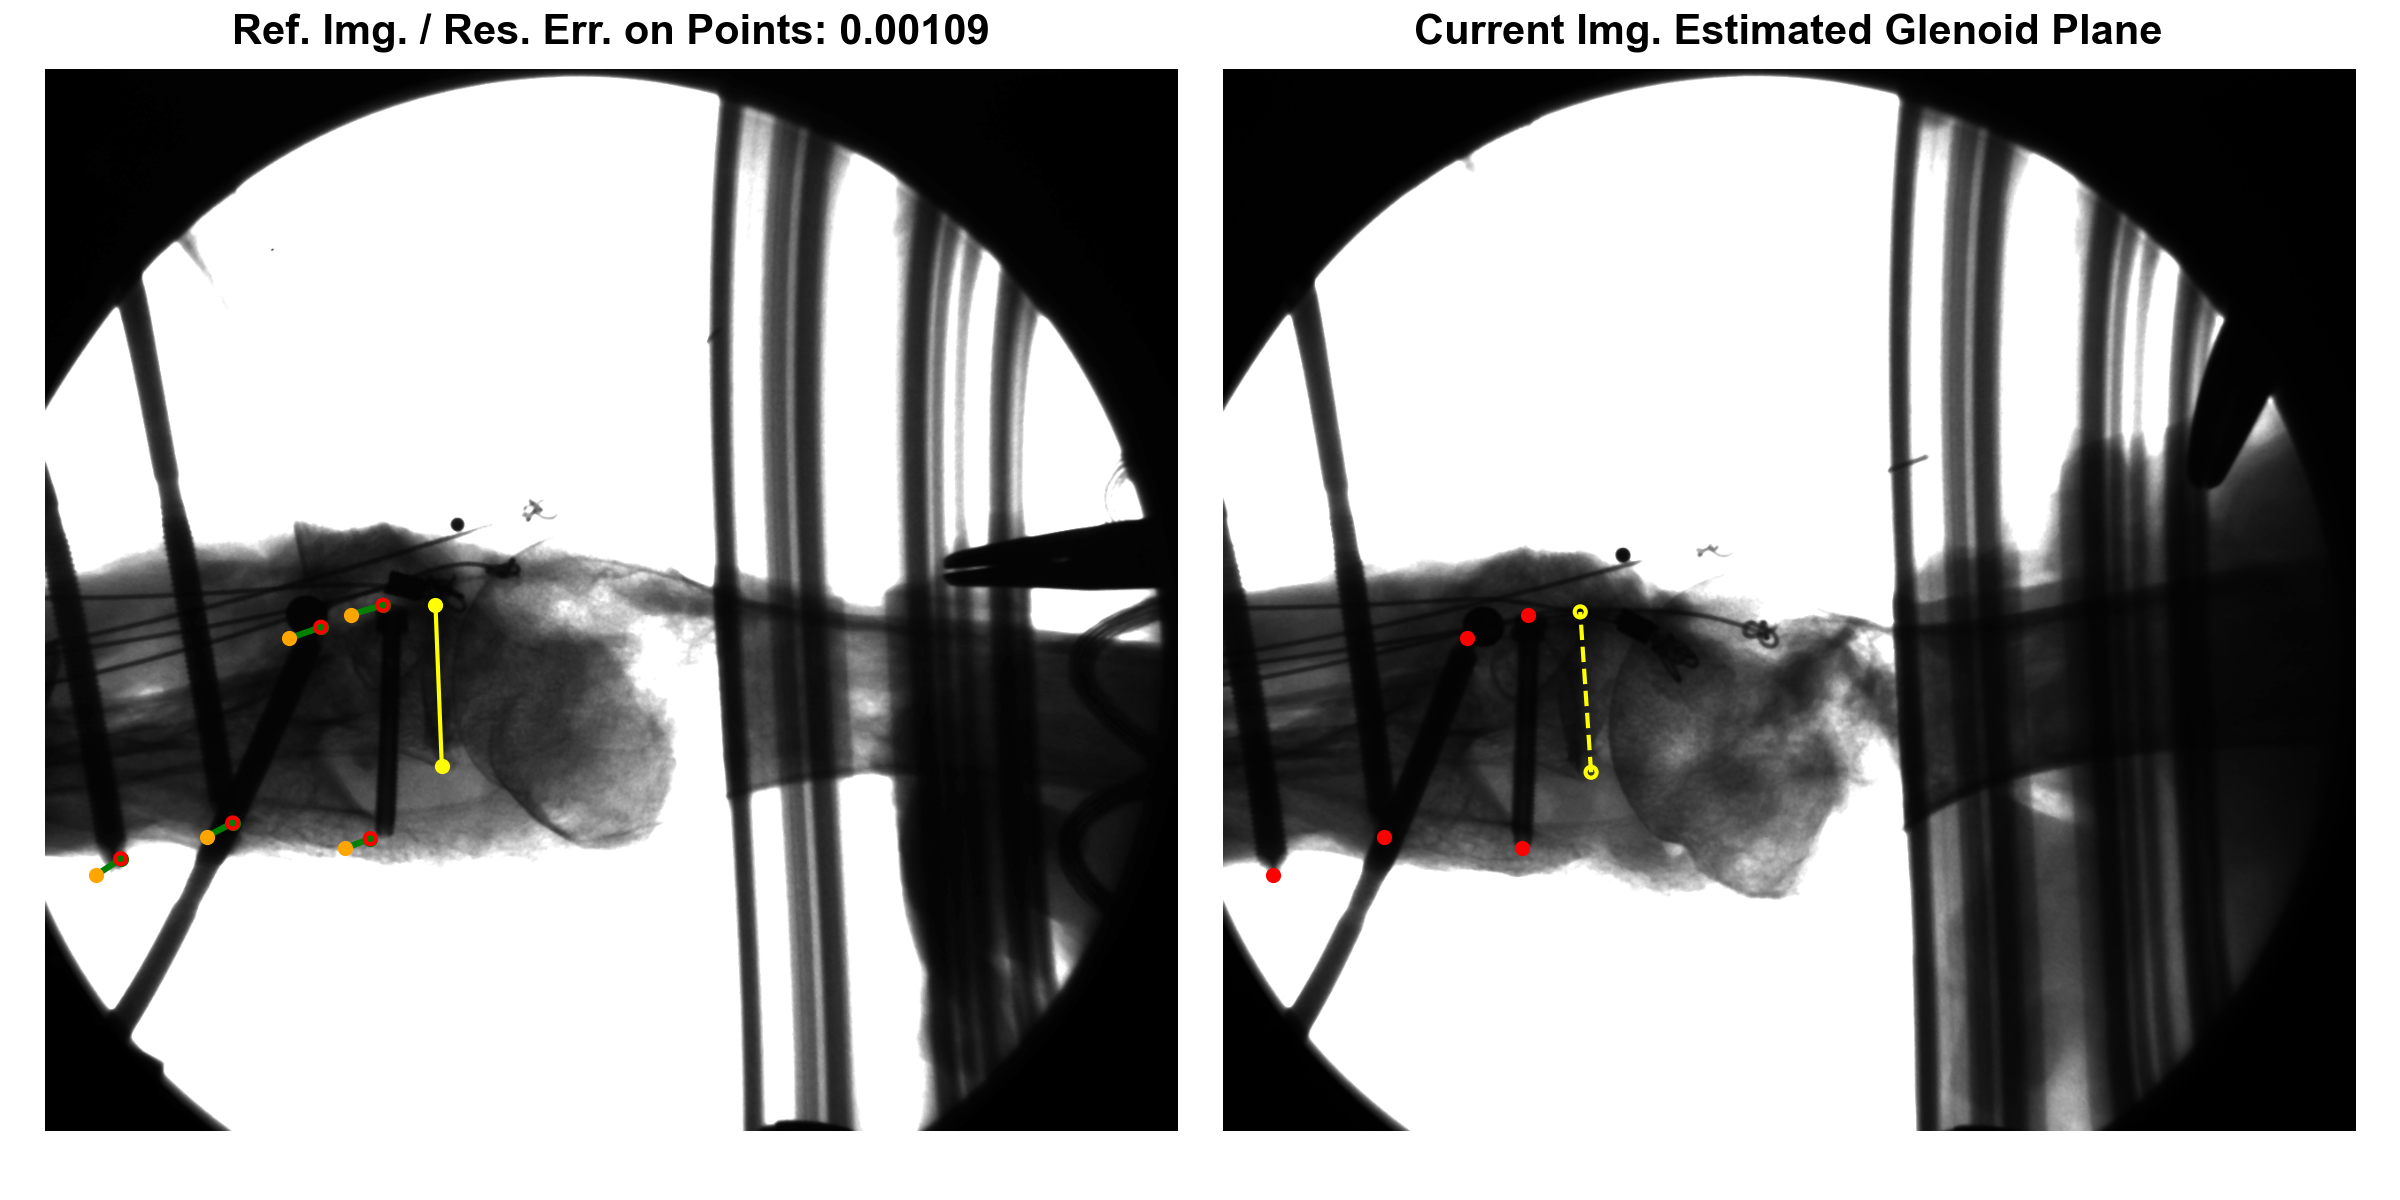 Ref. Img. / Res. Err. on Points: 0.00109
Current Img. Estimated Glenoid Plane